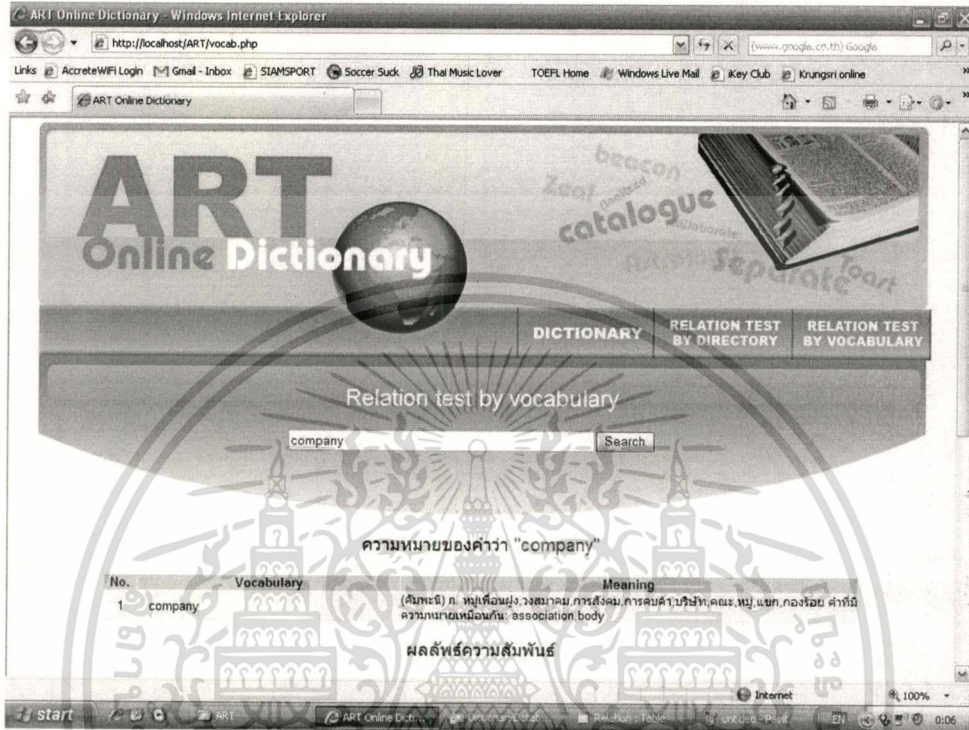 ART Online Dictionary - Windows Internet Explorer
http://localhost/ART/vocab.php
(www.google.co.th) Google
Links AccreteWiFi Login Gmail - Inbox SIAMSPORT Soccer Suck Thai Music Lover TOEFL Home Windows Live Mail iKey Club Krungsri online
ART Online Dictionary
ART
Online Dictionary
beacon
Zeal
catalogue
collaborate
Separate
Toast
DICTIONARY
RELATION TEST BY DIRECTORY
RELATION TEST BY VOCABULARY
Relation test by vocabulary
company Search
ความหมายของคำว่า "company"
No. Vocabulary Meaning
1 company (คัมพะนี) n. หมู่เพื่อนฝูง,วงสมาคม,การสังคม,การคบค้า,บริษัท,คณะ,หมู่,แขก,กองร้อย คำที่มี
ความหมายเหมือนกัน: association,body
ผลลัพธ์ความสัมพันธ์
Internet 100%
start ART ART Online Dicti... DictionaryDatab... Relation : Table untitled - Paint EN 0:06